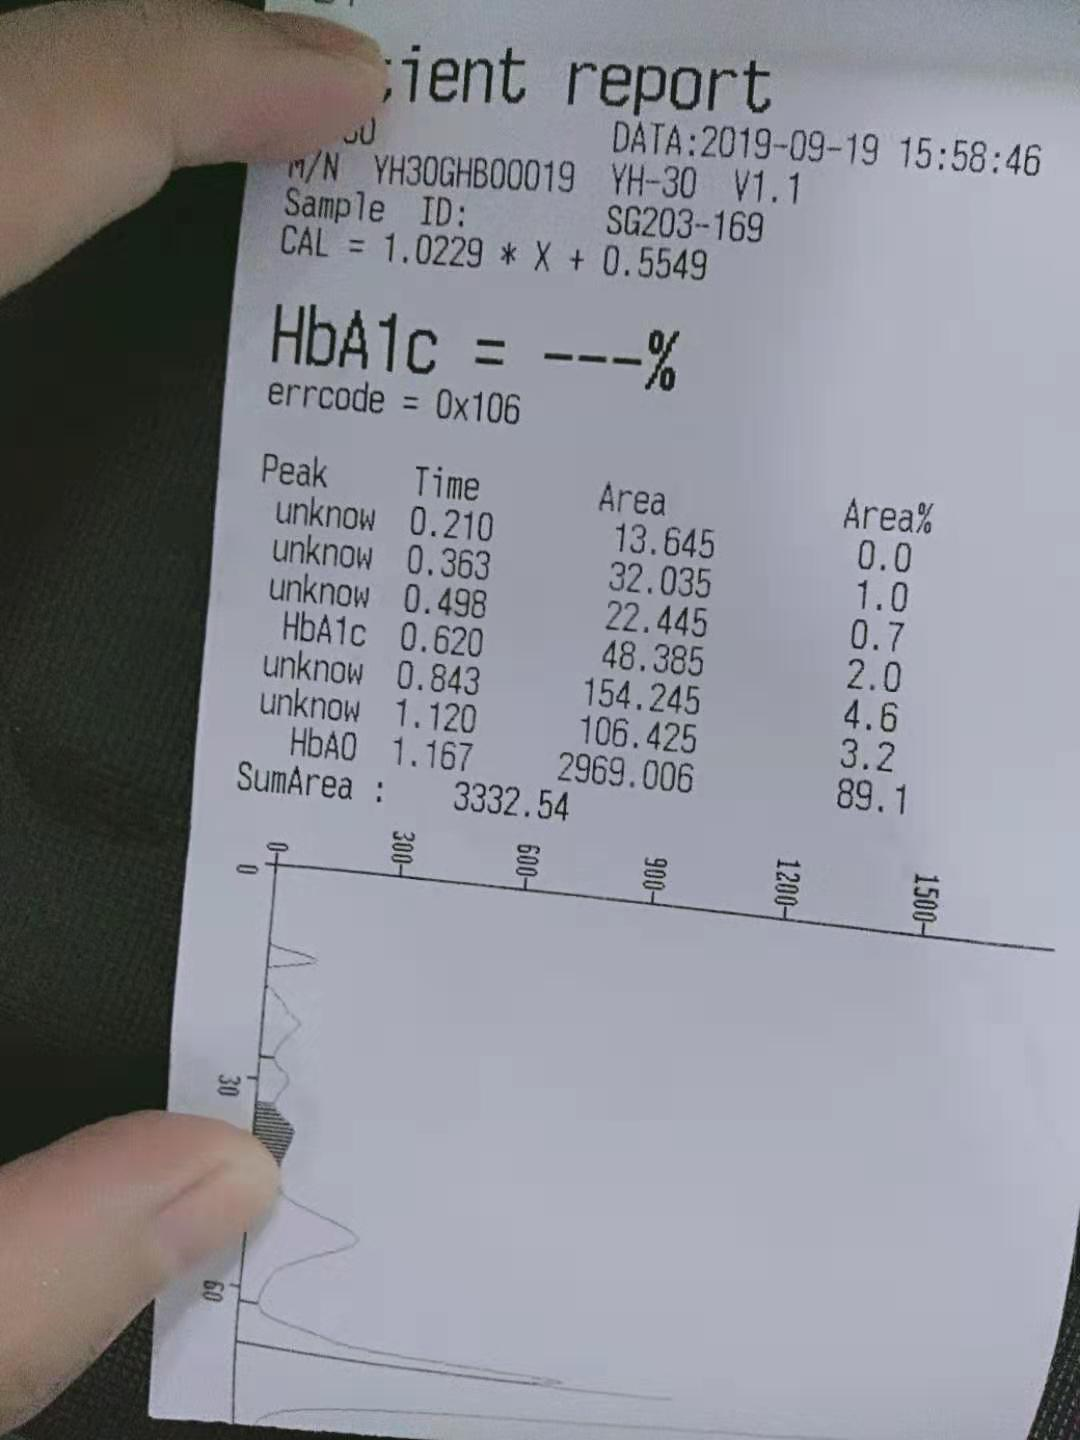 ient report
DATA:2019-09-19 15:58:46
M/N YH30GHB00019 YH-30 V1.1
Sample ID: SG203-169
CAL = 1.0229 * X + 0.5549
HbA1c = ---%
errcode = 0x106
Peak Time Area Area%
unknow 0.210 13.645 0.0
unknow 0.363 32.035 1.0
unknow 0.498 22.445 0.7
HbA1c 0.620 48.385 2.0
unknow 0.843 154.245 4.6
unknow 1.120 106.425 3.2
HbA0 1.167 2969.006 89.1
SumArea : 3332.54
0 300 600 900 1200 1500
0
30
60